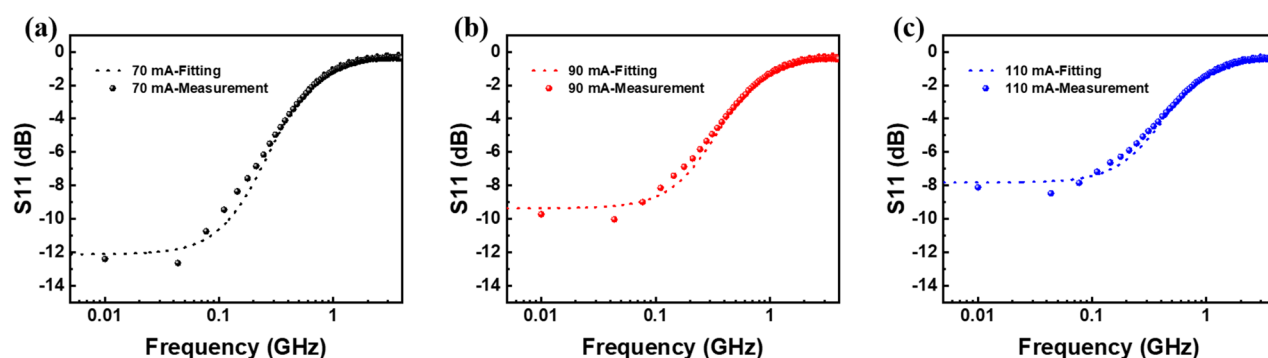 (a)
0
-2
-4
-6
-8
-10
-12
-14
S11 (dB)
70 mA-Fitting
70 mA-Measurement
0.01 0.1 1
Frequency (GHz)
(b)
0
-2
-4
-6
-8
-10
-12
-14
S11 (dB)
90 mA-Fitting
90 mA-Measurement
0.01 0.1 1
Frequency (GHz)
(c)
0
-2
-4
-6
-8
-10
-12
-14
S11 (dB)
110 mA-Fitting
110 mA-Measurement
0.01 0.1 1
Frequency (GHz)